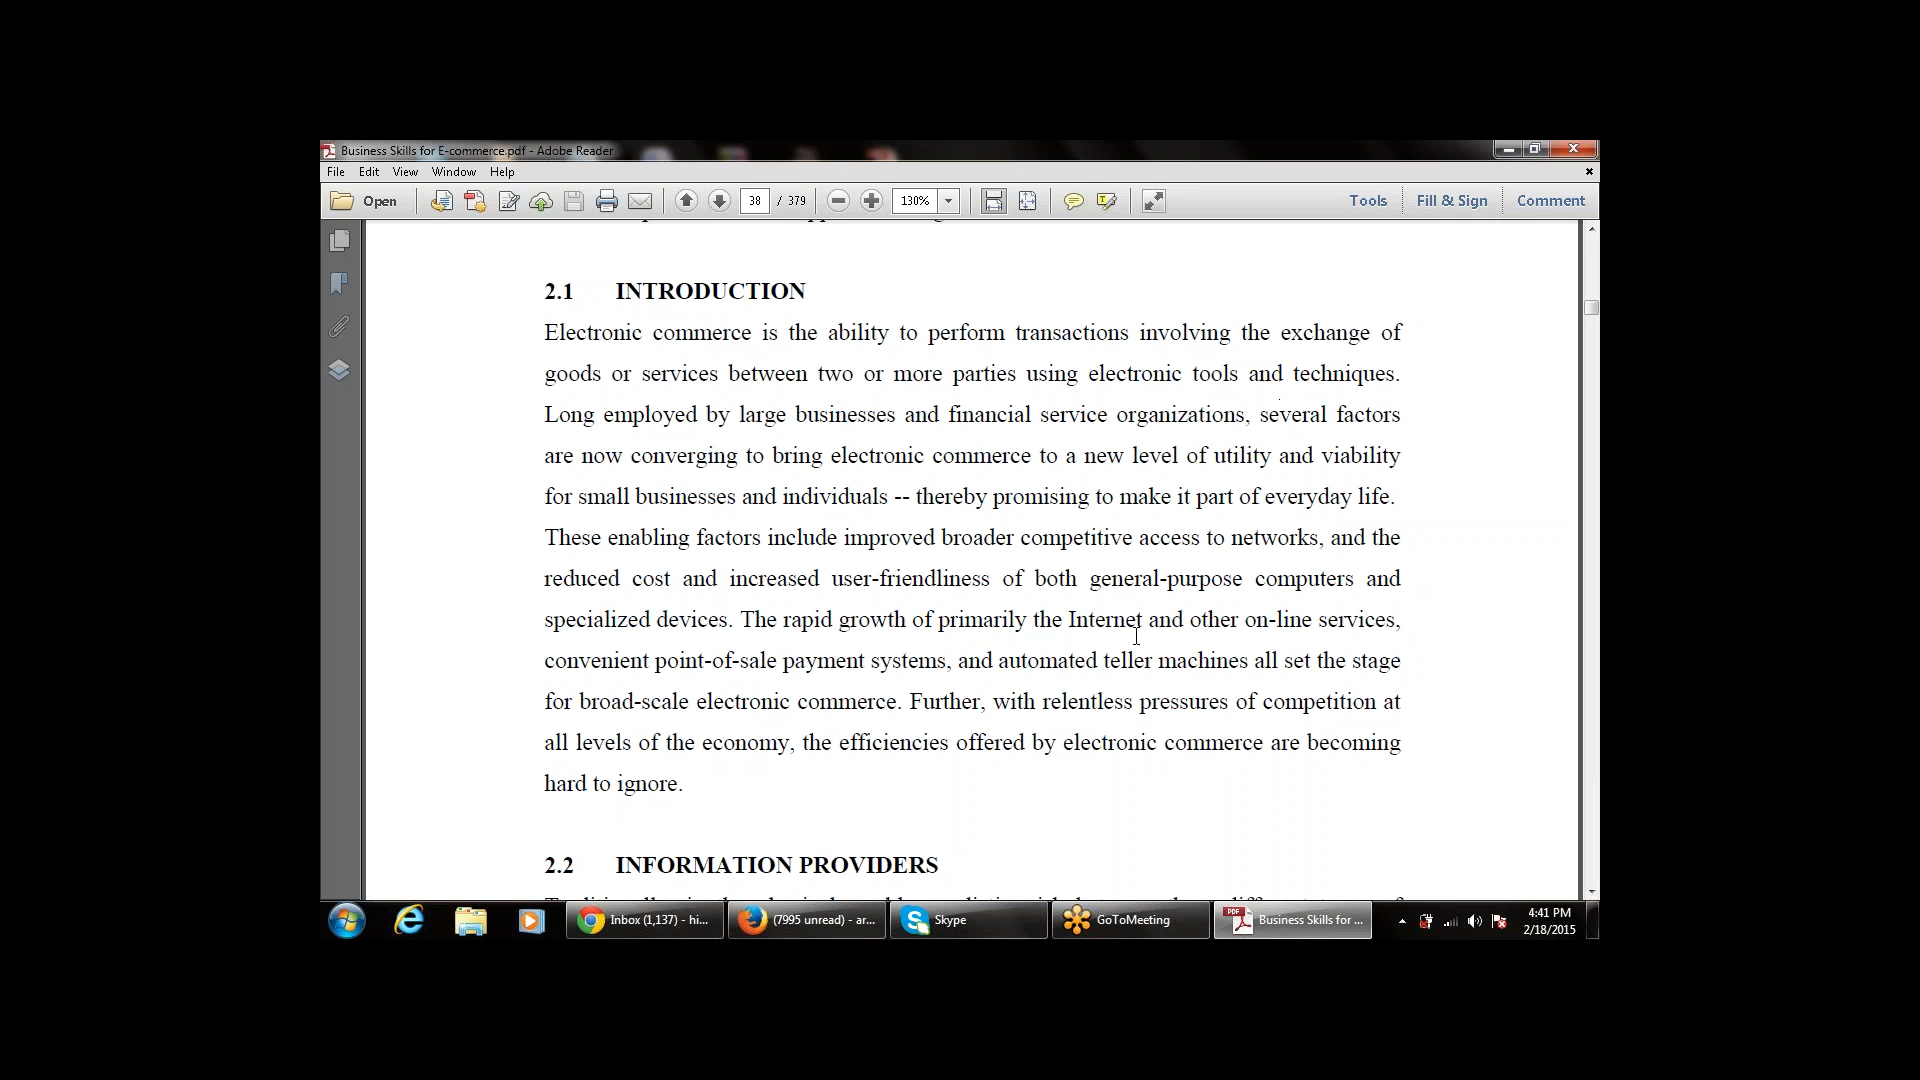 Business Skills for E-commerce.pdf - Adobe Reader
File Edit View Window Help
Open 38 / 379 130% Tools Fill & Sign Comment
2.1 INTRODUCTION
Electronic commerce is the ability to perform transactions involving the exchange of
goods or services between two or more parties using electronic tools and techniques.
Long employed by large businesses and financial service organizations, several factors
are now converging to bring electronic commerce to a new level of utility and viability
for small businesses and individuals -- thereby promising to make it part of everyday life.
These enabling factors include improved broader competitive access to networks, and the
reduced cost and increased user-friendliness of both general-purpose computers and
specialized devices. The rapid growth of primarily the Internet and other on-line services,
convenient point-of-sale payment systems, and automated teller machines all set the stage
for broad-scale electronic commerce. Further, with relentless pressures of competition at
all levels of the economy, the efficiencies offered by electronic commerce are becoming
hard to ignore.
2.2 INFORMATION PROVIDERS
Inbox (1,137) - hi... (7995 unread) - ar... Skype GoToMeeting PDF Business Skills for ... 4:41 PM
2/18/2015